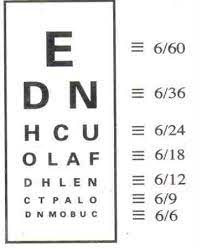 E ≡ 6/60
D N ≡ 6/36
H C U ≡ 6/24
O L A F ≡ 6/18
D H L E N ≡ 6/12
C T P A L O ≡ 6/9
D N M O B U C ≡ 6/6